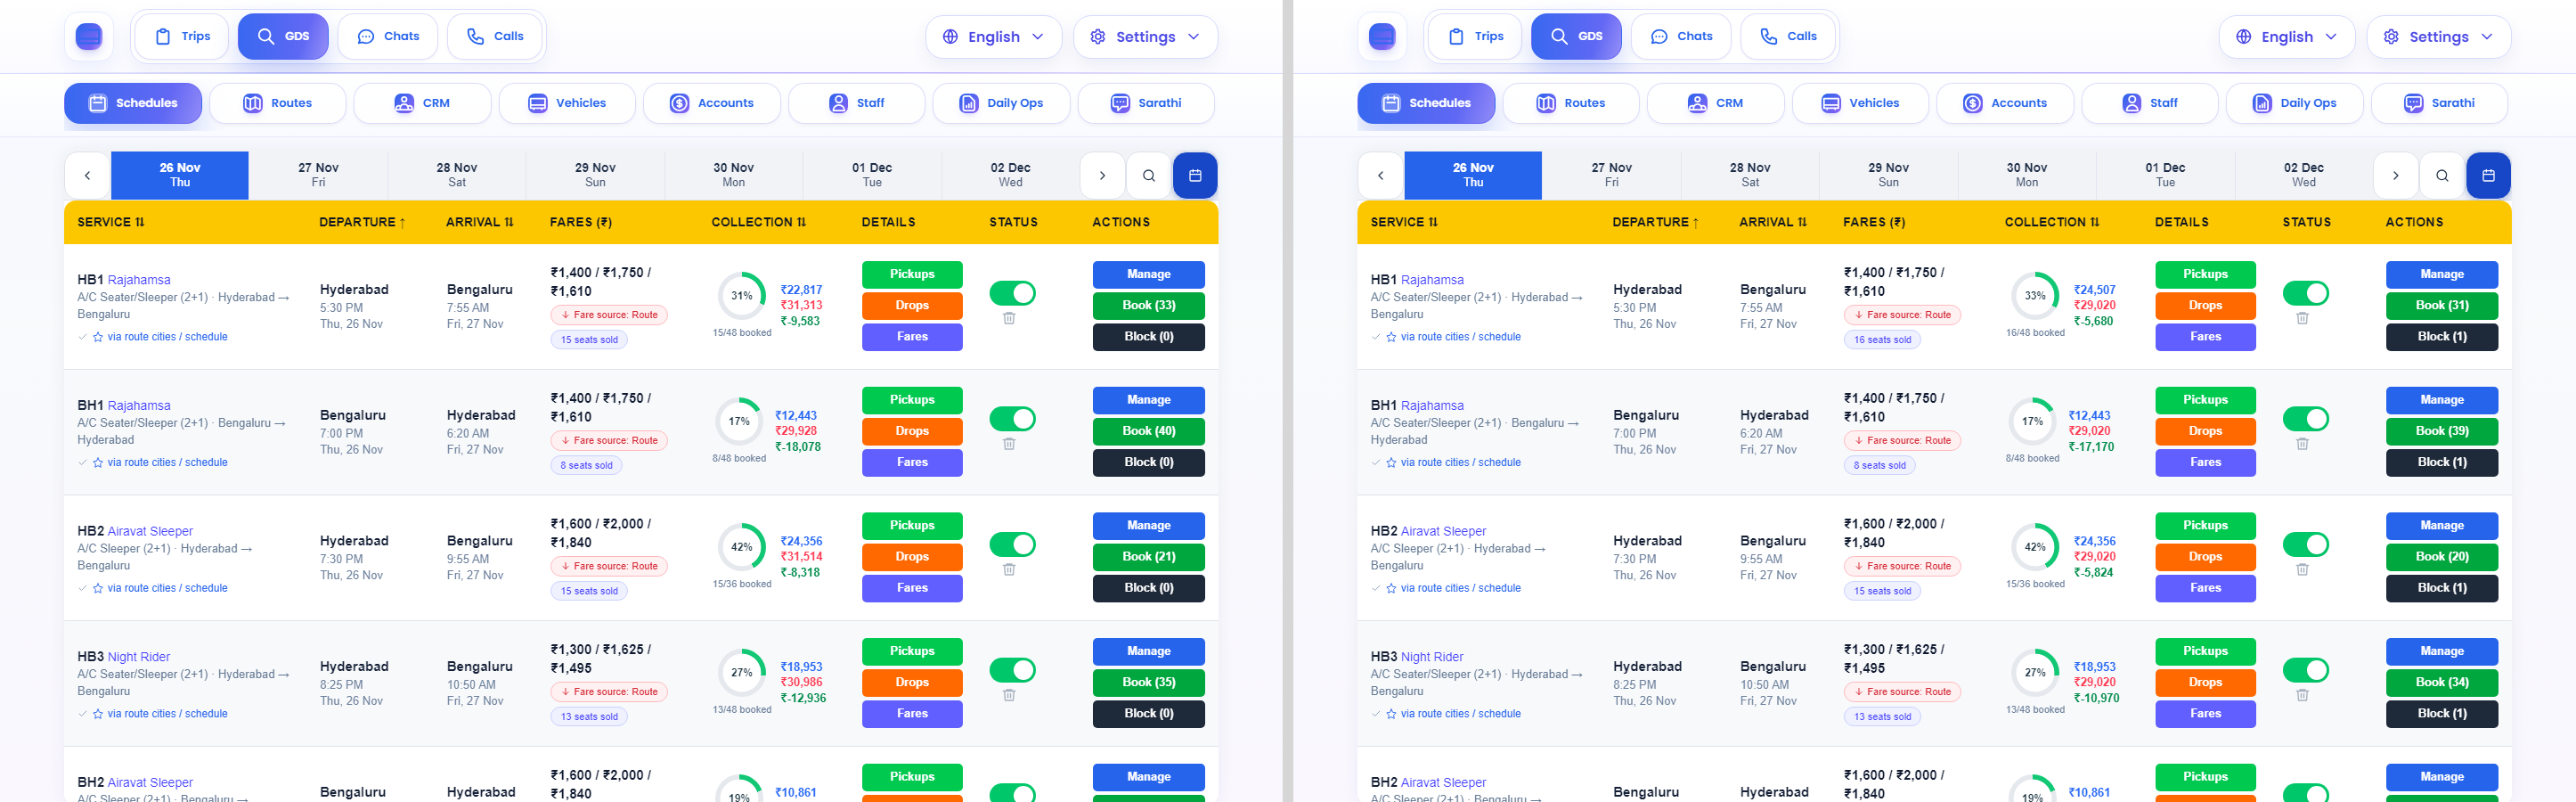 Trips GDS Chats Calls English Settings
Schedules Routes CRM Vehicles Accounts Staff Daily Ops Sarathi
26 Nov 27 Nov 28 Nov 29 Nov 30 Nov 01 Dec 02 Dec
Thu Fri Sat Sun Mon Tue Wed
SERVICE ⇅ DEPARTURE ↑ ARRIVAL ⇅ FARES (₹) COLLECTION ⇅ DETAILS STATUS ACTIONS
HB1 Rajahamsa
A/C Seater/Sleeper (2+1) · Hyderabad →
Bengaluru
via route cities / schedule
Hyderabad
5:30 PM
Thu, 26 Nov
Bengaluru
7:55 AM
Fri, 27 Nov
₹1,400 / ₹1,750 /
₹1,610
↓ Fare source: Route
15 seats sold
31%
15/48 booked
₹22,817
₹31,313
₹-9,583
Pickups
Drops
Fares
Manage
Book (33)
Block (0)
BH1 Rajahamsa
A/C Seater/Sleeper (2+1) · Bengaluru →
Hyderabad
via route cities / schedule
Bengaluru
7:00 PM
Thu, 26 Nov
Hyderabad
6:20 AM
Fri, 27 Nov
₹1,400 / ₹1,750 /
₹1,610
↓ Fare source: Route
8 seats sold
17%
8/48 booked
₹12,443
₹29,928
₹-18,078
Pickups
Drops
Fares
Manage
Book (40)
Block (0)
HB2 Airavat Sleeper
A/C Sleeper (2+1) · Hyderabad →
Bengaluru
via route cities / schedule
Hyderabad
7:30 PM
Thu, 26 Nov
Bengaluru
9:55 AM
Fri, 27 Nov
₹1,600 / ₹2,000 /
₹1,840
↓ Fare source: Route
15 seats sold
42%
15/36 booked
₹24,356
₹31,514
₹-8,318
Pickups
Drops
Fares
Manage
Book (21)
Block (0)
HB3 Night Rider
A/C Seater/Sleeper (2+1) · Hyderabad →
Bengaluru
via route cities / schedule
Hyderabad
8:25 PM
Thu, 26 Nov
Bengaluru
10:50 AM
Fri, 27 Nov
₹1,300 / ₹1,625 /
₹1,495
↓ Fare source: Route
13 seats sold
27%
13/48 booked
₹18,953
₹30,986
₹-12,936
Pickups
Drops
Fares
Manage
Book (35)
Block (0)
BH2 Airavat Sleeper
A/C Sleeper (2+1) · Bengaluru →
Bengaluru
Hyderabad
₹1,600 / ₹2,000 /
₹1,840
19%
₹10,861
Pickups
Manage
Trips GDS Chats Calls English Settings
Schedules Routes CRM Vehicles Accounts Staff Daily Ops Sarathi
26 Nov 27 Nov 28 Nov 29 Nov 30 Nov 01 Dec 02 Dec
Thu Fri Sat Sun Mon Tue Wed
SERVICE ⇅ DEPARTURE ↑ ARRIVAL ⇅ FARES (₹) COLLECTION ⇅ DETAILS STATUS ACTIONS
HB1 Rajahamsa
A/C Seater/Sleeper (2+1) · Hyderabad →
Bengaluru
via route cities / schedule
Hyderabad
5:30 PM
Thu, 26 Nov
Bengaluru
7:55 AM
Fri, 27 Nov
₹1,400 / ₹1,750 /
₹1,610
↓ Fare source: Route
16 seats sold
33%
16/48 booked
₹24,507
₹29,020
₹-5,680
Pickups
Drops
Fares
Manage
Book (31)
Block (1)
BH1 Rajahamsa
A/C Seater/Sleeper (2+1) · Bengaluru →
Hyderabad
via route cities / schedule
Bengaluru
7:00 PM
Thu, 26 Nov
Hyderabad
6:20 AM
Fri, 27 Nov
₹1,400 / ₹1,750 /
₹1,610
↓ Fare source: Route
8 seats sold
17%
8/48 booked
₹12,443
₹29,020
₹-17,170
Pickups
Drops
Fares
Manage
Book (39)
Block (1)
HB2 Airavat Sleeper
A/C Sleeper (2+1) · Hyderabad →
Bengaluru
via route cities / schedule
Hyderabad
7:30 PM
Thu, 26 Nov
Bengaluru
9:55 AM
Fri, 27 Nov
₹1,600 / ₹2,000 /
₹1,840
↓ Fare source: Route
15 seats sold
42%
15/36 booked
₹24,356
₹29,020
₹-5,824
Pickups
Drops
Fares
Manage
Book (20)
Block (1)
HB3 Night Rider
A/C Seater/Sleeper (2+1) · Hyderabad →
Bengaluru
via route cities / schedule
Hyderabad
8:25 PM
Thu, 26 Nov
Bengaluru
10:50 AM
Fri, 27 Nov
₹1,300 / ₹1,625 /
₹1,495
↓ Fare source: Route
13 seats sold
27%
13/48 booked
₹18,953
₹29,020
₹-10,970
Pickups
Drops
Fares
Manage
Book (34)
Block (1)
BH2 Airavat Sleeper
A/C Sleeper (2+1) · Bengaluru →
Bengaluru
Hyderabad
₹1,600 / ₹2,000 /
₹1,840
19%
₹10,861
Pickups
Manage